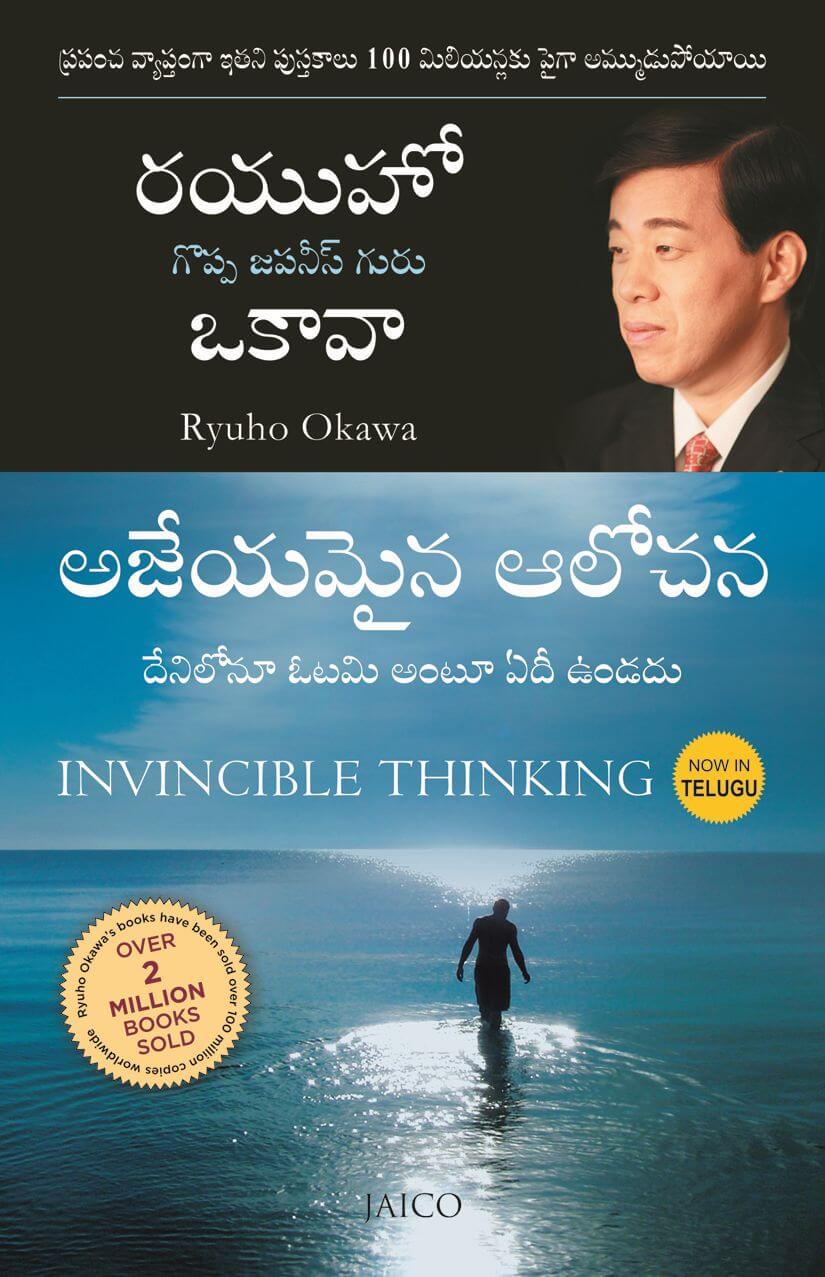 ప్రపంచ వ్యాప్తంగా ఇతని పుస్తకాలు 100 మిలియన్లకు పైగా అమ్ముడుపోయాయి
రయుహో
గొప్ప జపనీస్ గురు
ఒకావా
Ryuho Okawa
అజేయమైన ఆలోచన
దేనిలోనూ ఓటమి అంటూ ఏదీ ఉండదు
INVINCIBLE THINKING
NOW IN
TELUGU
Ryuho Okawa's books have been sold over 100 million copies worldwide
OVER
2
MILLION
BOOKS
SOLD
JAICO